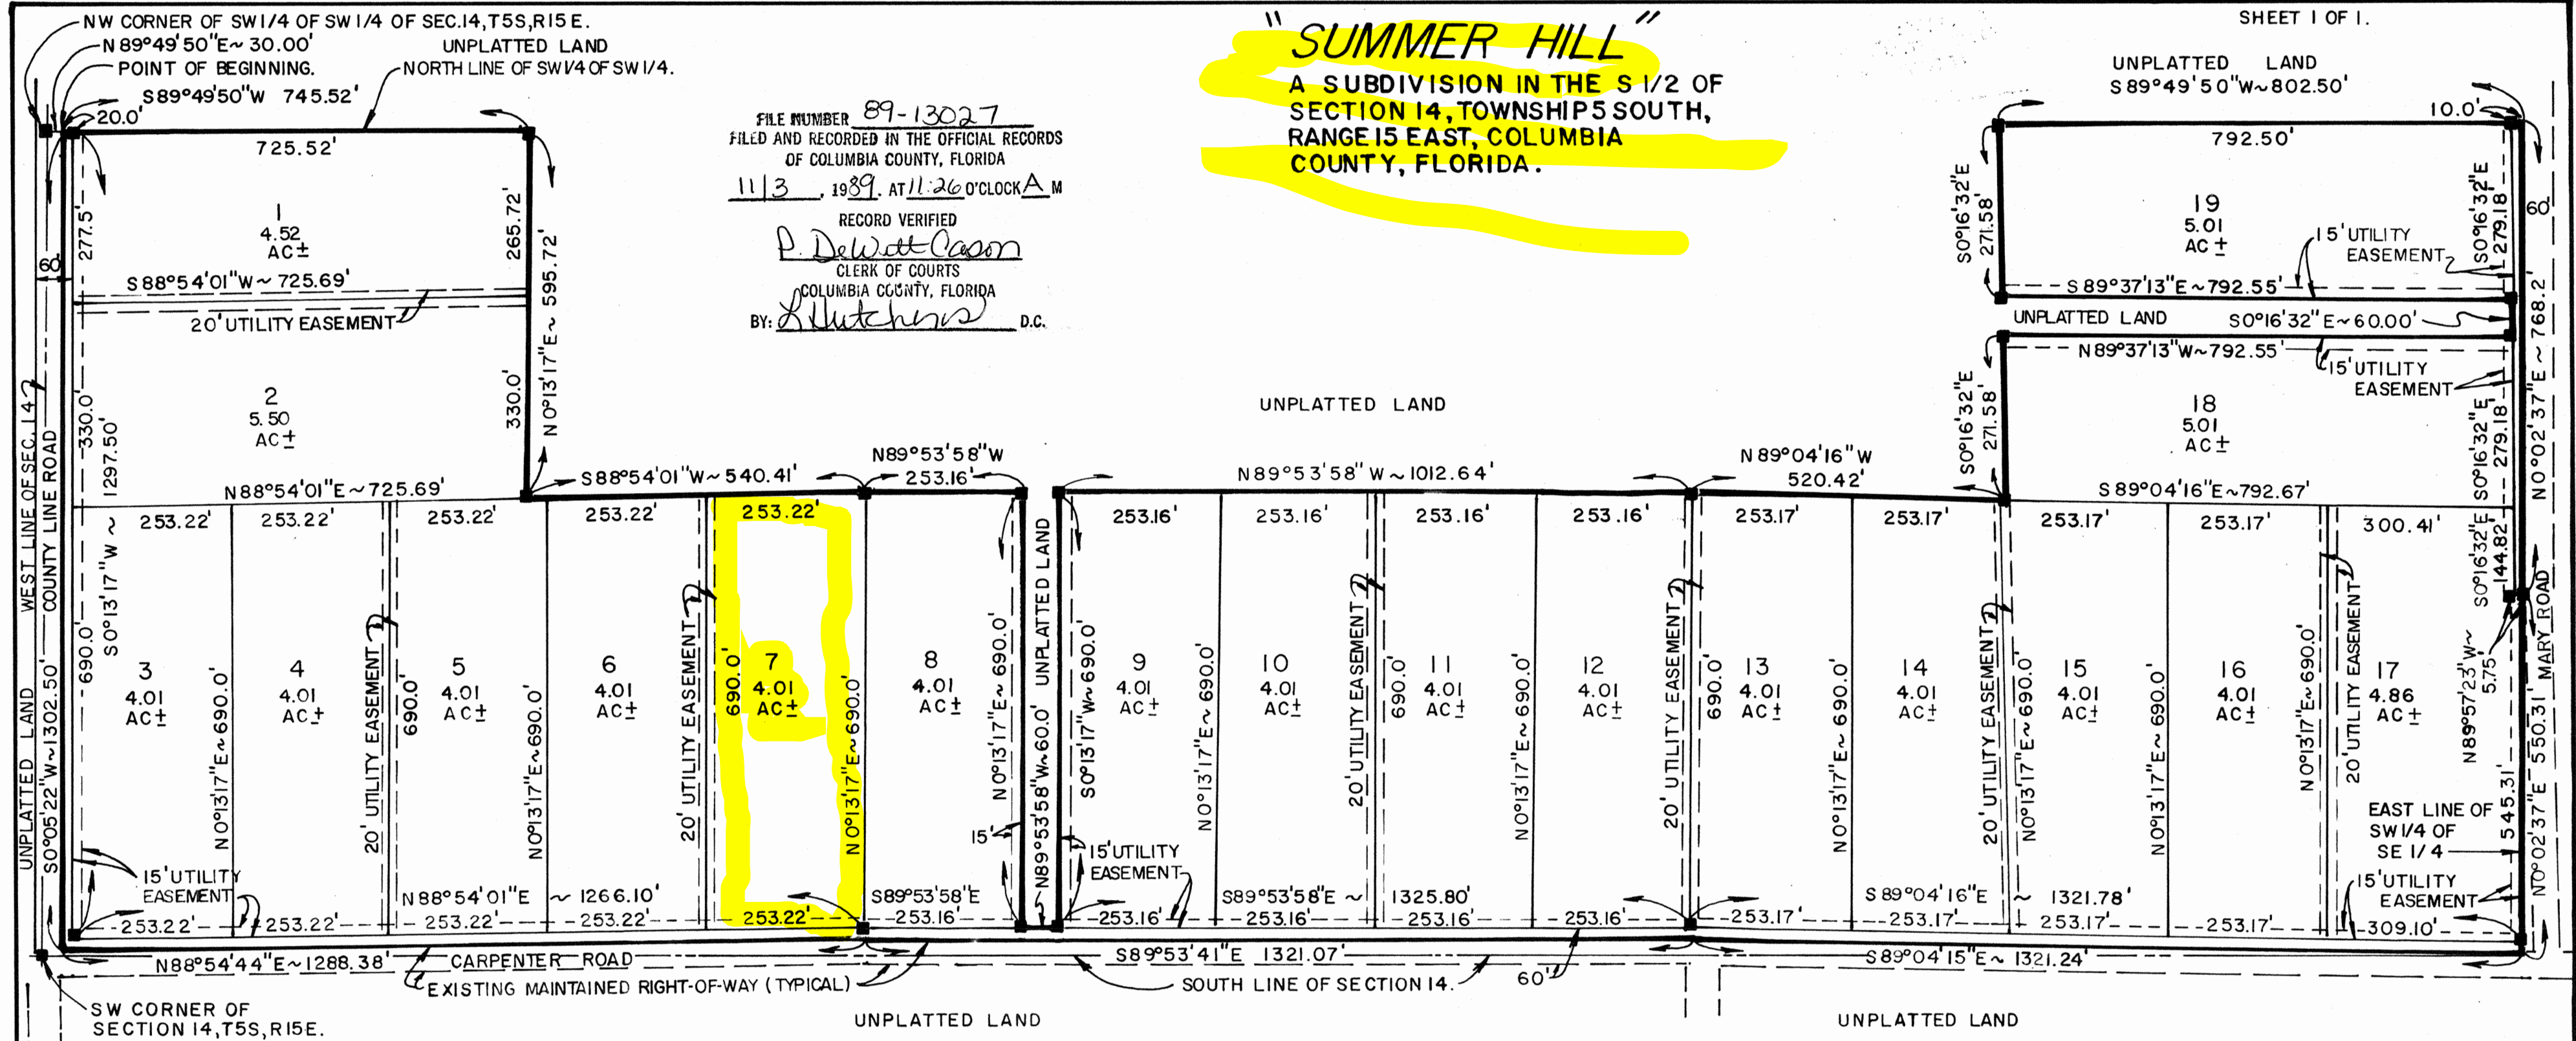 SHEET 1 OF 1.
"SUMMER HILL"
A SUBDIVISION IN THE S 1/2 OF
SECTION 14, TOWNSHIP 5 SOUTH,
RANGE 15 EAST, COLUMBIA
COUNTY, FLORIDA.
NW CORNER OF SW 1/4 OF SW 1/4 OF SEC. 14, T5S, R15 E.
N 89°49'50"E~ 30.00'
POINT OF BEGINNING.
UNPLATTED LAND
NORTH LINE OF SW 1/4 OF SW 1/4.
S89°49'50"W 745.52'
20.0'
725.52'
FILE NUMBER 89-13027
FILED AND RECORDED IN THE OFFICIAL RECORDS
OF COLUMBIA COUNTY, FLORIDA
11/3, 1989. AT 11:26 O'CLOCK A M
RECORD VERIFIED
P. DeWitt Cason
CLERK OF COURTS
COLUMBIA COUNTY, FLORIDA
BY: L Hutchens D.C.
277.5'
1
4.52
AC±
265.72'
N0°13'17"E~ 595.72'
60'
S88°54'01"W~ 725.69'
20' UTILITY EASEMENT
330.0'
2
5.50
AC±
330.0'
S0°13'17"W ~ 1297.50'
N88°54'01"E~725.69'
WEST LINE OF SEC. 14
COUNTY LINE ROAD
UNPLATTED LAND
S0°05'22"W~1302.50'
S88°54'01"W~ 540.41'
N89°53'58"W
253.16'
UNPLATTED LAND
N89°53'58"W~1012.64'
N89°04'16"W
520.42'
UNPLATTED LAND
S89°49'50"W~802.50'
10.0'
792.50'
S0°16'32"E
271.58'
19
5.01
AC±
S0°16'32"E
279.18'
60'
15' UTILITY
EASEMENT
S89°37'13"E~792.55'
UNPLATTED LAND
S0°16'32"E~60.00'
N89°37'13"W~792.55'
15' UTILITY
EASEMENT
S0°16'32"E
271.58'
18
5.01
AC±
S0°16'32"E
279.18'
N0°02'37"E ~ 768.2'
S89°04'16"E~792.67'
253.22'
253.22'
253.22'
253.22'
253.22'
253.16'
253.16'
253.16'
253.16'
253.17'
253.17'
253.17'
253.17'
300.41'
690.0'
3
4.01
AC±
N0°13'17"E~690.0'
4
4.01
AC±
20' UTILITY EASEMENT
690.0'
5
4.01
AC±
N0°13'17"E~690.0'
6
4.01
AC±
20' UTILITY EASEMENT
690.0'
7
4.01
AC±
N0°13'17"E~690.0'
8
4.01
AC±
N0°13'17"E~690.0'
15'
UNPLATTED LAND
N89°53'58"W~60.0'
S0°13'17"W~690.0'
9
4.01
AC±
N0°13'17"E~690.0'
10
4.01
AC±
20' UTILITY EASEMENT
690.0'
11
4.01
AC±
N0°13'17"E~690.0'
12
4.01
AC±
20' UTILITY EASEMENT
690.0'
13
4.01
AC±
N0°13'17"E~690.0'
14
4.01
AC±
20' UTILITY EASEMENT
N0°13'17"E~690.0'
15
4.01
AC±
N0°13'17"E~690.0'
16
4.01
AC±
N0°13'17"E~690.0'
20' UTILITY EASEMENT
17
4.86
AC±
S0°16'32"E
144.82'
N89°57'23"W~
5.75'
545.31'
N0°02'37"E 550.31'
MARY ROAD
EAST LINE OF
SW 1/4 OF
SE 1/4
15' UTILITY
EASEMENT
15' UTILITY
EASEMENT
15' UTILITY
EASEMENT
N88°54'01"E ~ 1266.10'
S89°53'58"E
S89°53'58"E ~ 1325.80'
S89°04'16"E ~ 1321.78'
253.22'
253.22'
253.22'
253.22'
253.22'
253.16'
253.16'
253.16'
253.16'
253.16'
253.17'
253.17'
253.17'
253.17'
309.10'
N88°54'44"E~1288.38'
CARPENTER ROAD
S89°53'41"E 1321.07'
S89°04'15"E~ 1321.24'
EXISTING MAINTAINED RIGHT-OF-WAY (TYPICAL)
SOUTH LINE OF SECTION 14.
60'
SW CORNER OF
SECTION 14, T5S, R15E.
UNPLATTED LAND
UNPLATTED LAND